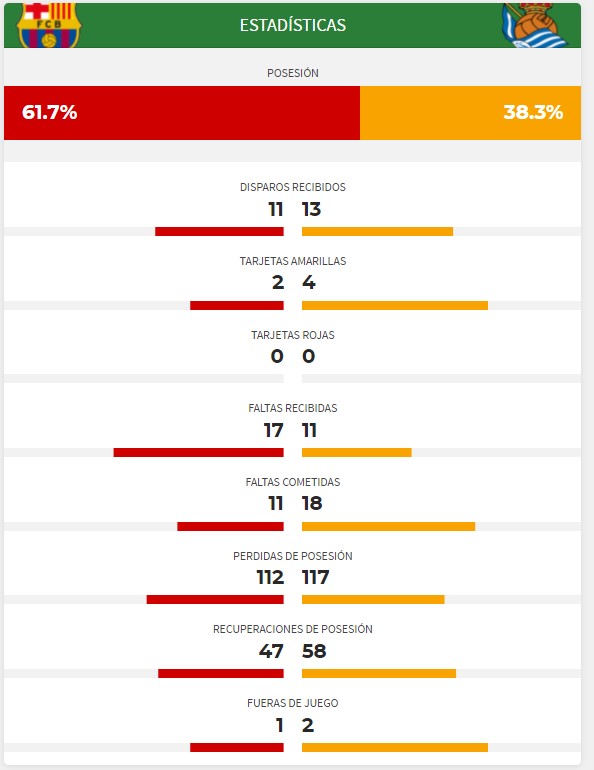 FCB
ESTADÍSTICAS
POSESIÓN
61.7% 38.3%
DISPAROS RECIBIDOS
11 13
TARJETAS AMARILLAS
2 4
TARJETAS ROJAS
0 0
FALTAS RECIBIDAS
17 11
FALTAS COMETIDAS
11 18
PERDIDAS DE POSESIÓN
112 117
RECUPERACIONES DE POSESIÓN
47 58
FUERAS DE JUEGO
1 2